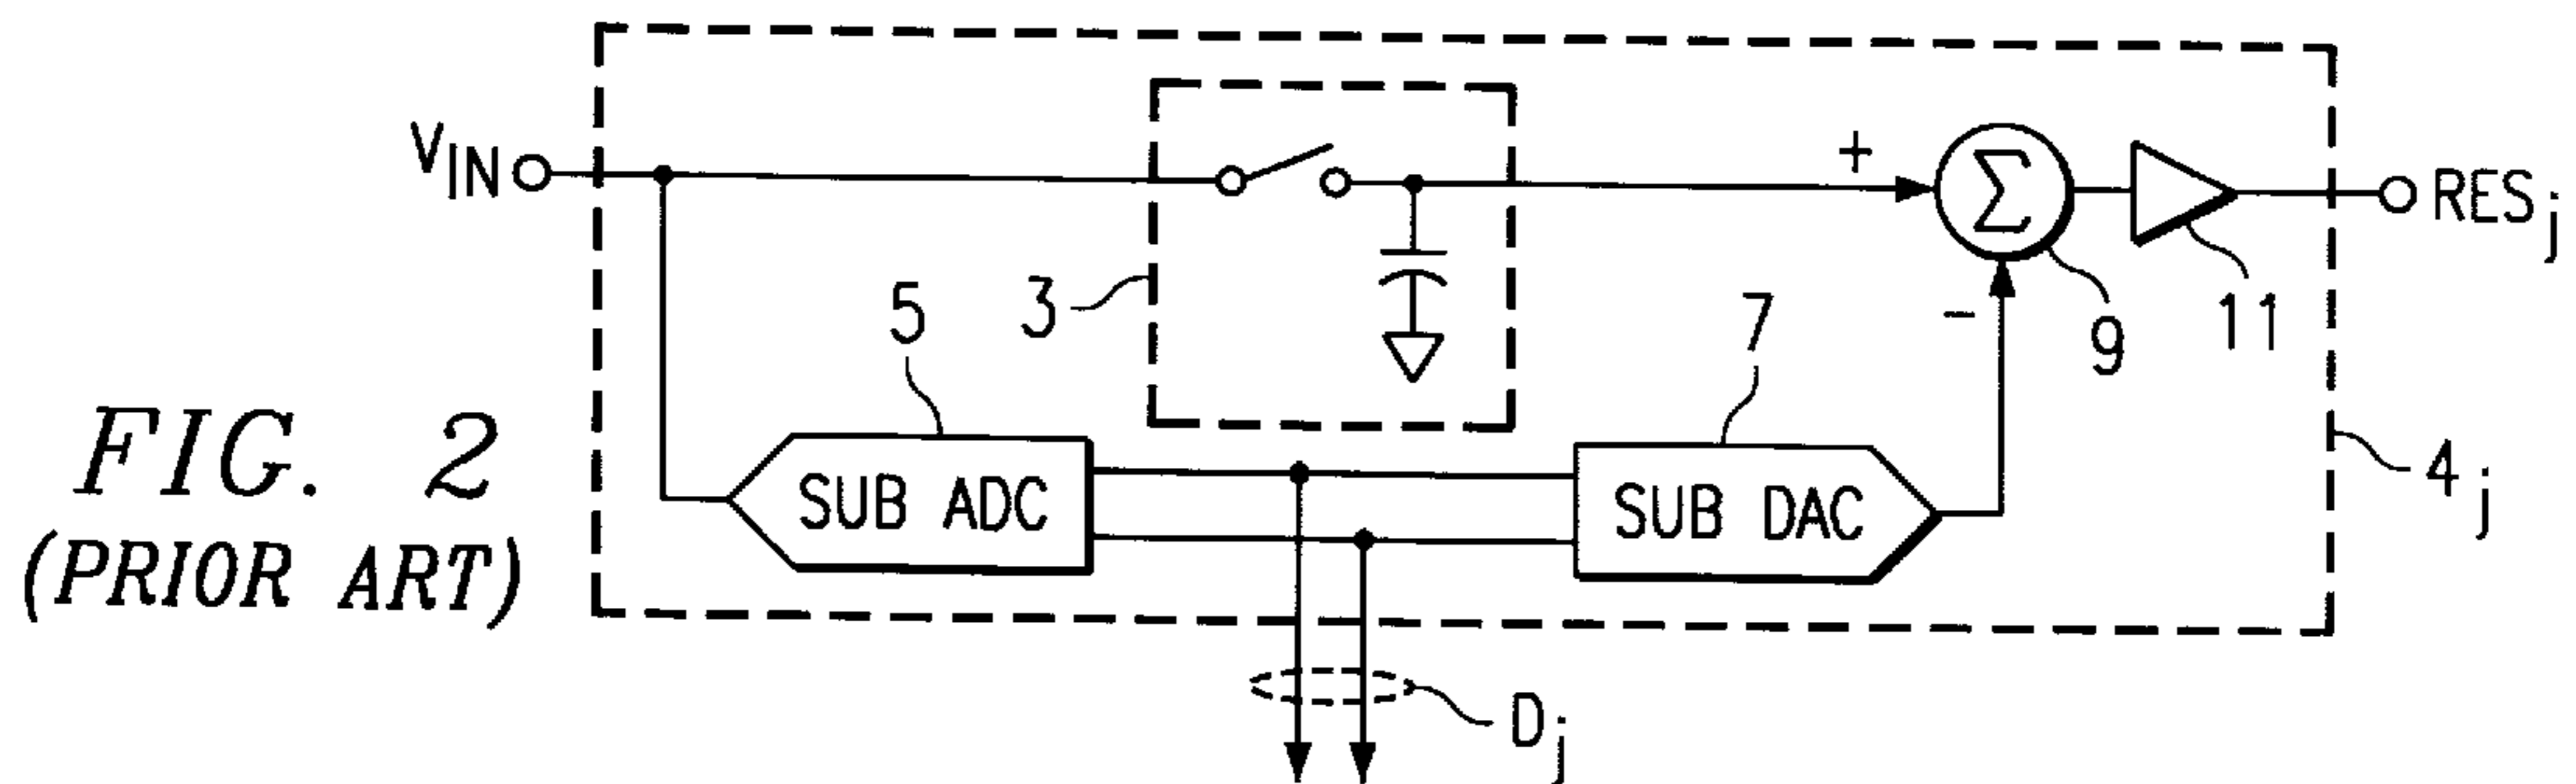 V_IN
+
Σ
RES_j
3
5
7
-
9
11
FIG. 2
(PRIOR ART)
SUB ADC
SUB DAC
4_j
D_j